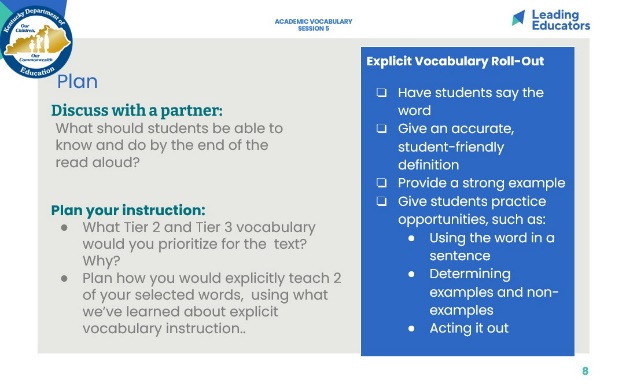 Kentucky Department of
Our
Children,
Our
Commonwealth
Education
ACADEMIC VOCABULARY
SESSION 5
Leading
Educators
Plan
Discuss with a partner:
What should students be able to
know and do by the end of the
read aloud?
Plan your instruction:
● What Tier 2 and Tier 3 vocabulary
would you prioritize for the text?
Why?
● Plan how you would explicitly teach 2
of your selected words, using what
we’ve learned about explicit
vocabulary instruction..
Explicit Vocabulary Roll-Out
❏ Have students say the
word
❏ Give an accurate,
student-friendly
definition
❏ Provide a strong example
❏ Give students practice
opportunities, such as:
● Using the word in a
sentence
● Determining
examples and non-
examples
● Acting it out
8